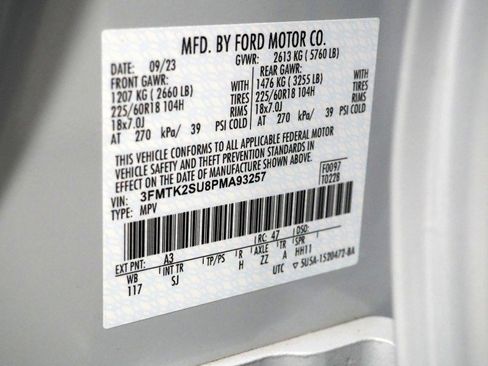 MFD. BY FORD MOTOR CO.
DATE: 09/23 GVWR: 2613 KG ( 5760 LB)
FRONT GAWR: REAR GAWR:
1207 KG ( 2660 LB) WITH 1476 KG ( 3255 LB) WITH
225/60R18 104H TIRES 225/60R18 104H TIRES
18x7.0J RIMS 18x7.0J RIMS
AT 270 kPa/ 39 PSI COLD AT 270 kPa/ 39 PSI COLD
THIS VEHICLE CONFORMS TO ALL APPLICABLE FEDERAL MOTOR
VEHICLE SAFETY AND THEFT PREVENTION STANDARDS IN
EFFECT ON THE DATE OF MANUFACTURE SHOWN ABOVE.
VIN: 3FMTK2SU8PMA93257 F0097
TYPE: MPV T0228
EXT PNT: A3 RC: 47 DSO:
WB INT TR TP/PS R AXLE TR SPR
117 SJ H ZZ A HH11
UTC ▽ 5USA-1520472-BA